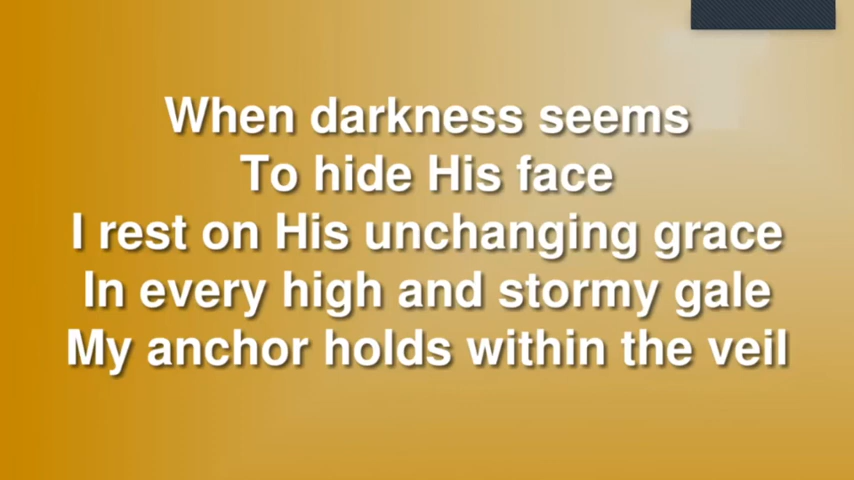 When darkness seems
To hide His face
I rest on His unchanging grace
In every high and stormy gale
My anchor holds within the veil